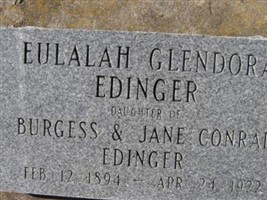 EULALAH GLENDORA
EDINGER
DAUGHTER OF
BURGESS & JANE CONRAD
EDINGER
FEB 12 1894 - APR 24 1922